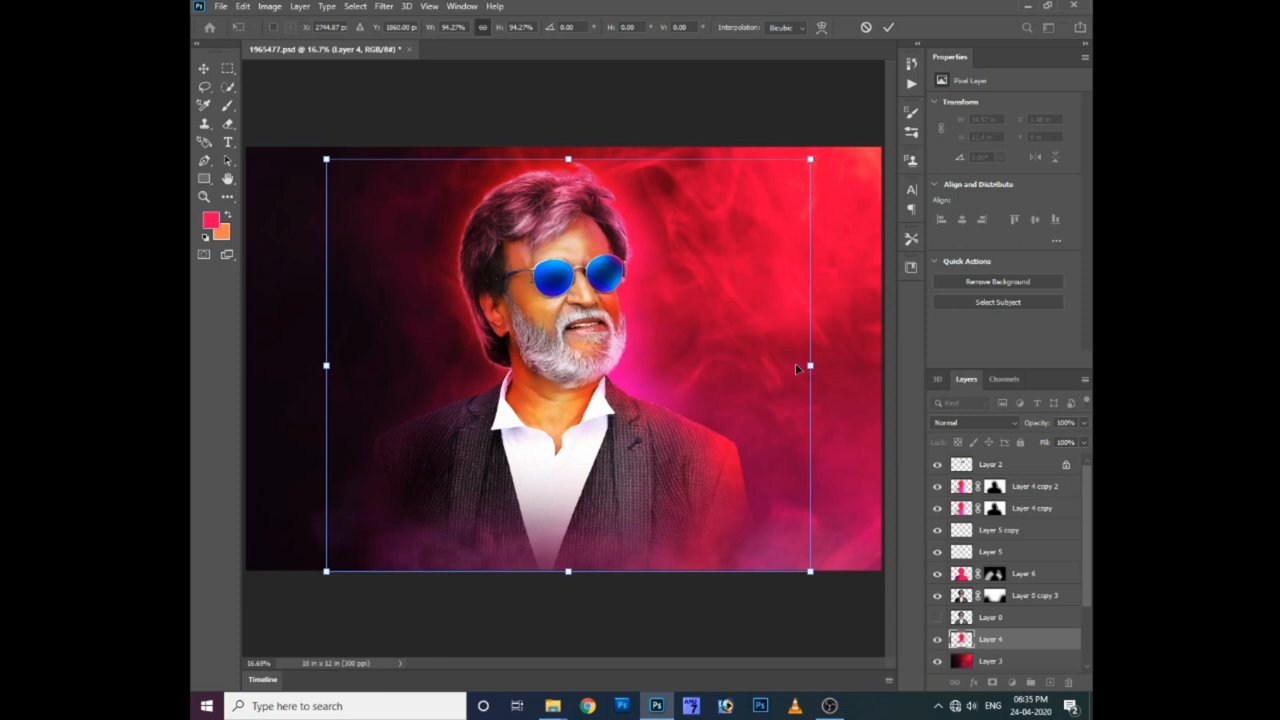 Ps File Edit Image Layer Type Select Filter 3D View Window Help
X: 2744.87 px Y: 1860.00 px W: 94.27% H: 94.27% 0.00 ° H: 0.00 ° V: 0.00 ° Interpolation: Bicubic
1965477.psd @ 16.7% (Layer 4, RGB/8#) * ×
Properties
Pixel Layer
Transform
Align and Distribute
Align:
Quick Actions
Remove Background
Select Subject
3D Layers Channels
Kind
Normal Opacity: 100%
Lock: Fill: 100%
Layer 2
Layer 4 copy 2
Layer 4 copy
Layer 5 copy
Layer 5
Layer 6
Layer 0 copy 3
Layer 0
Layer 4
Layer 3
16.69% 18 in x 12 in (300 ppi)
Timeline
Type here to search
ENG
06:35 PM
24-04-2020